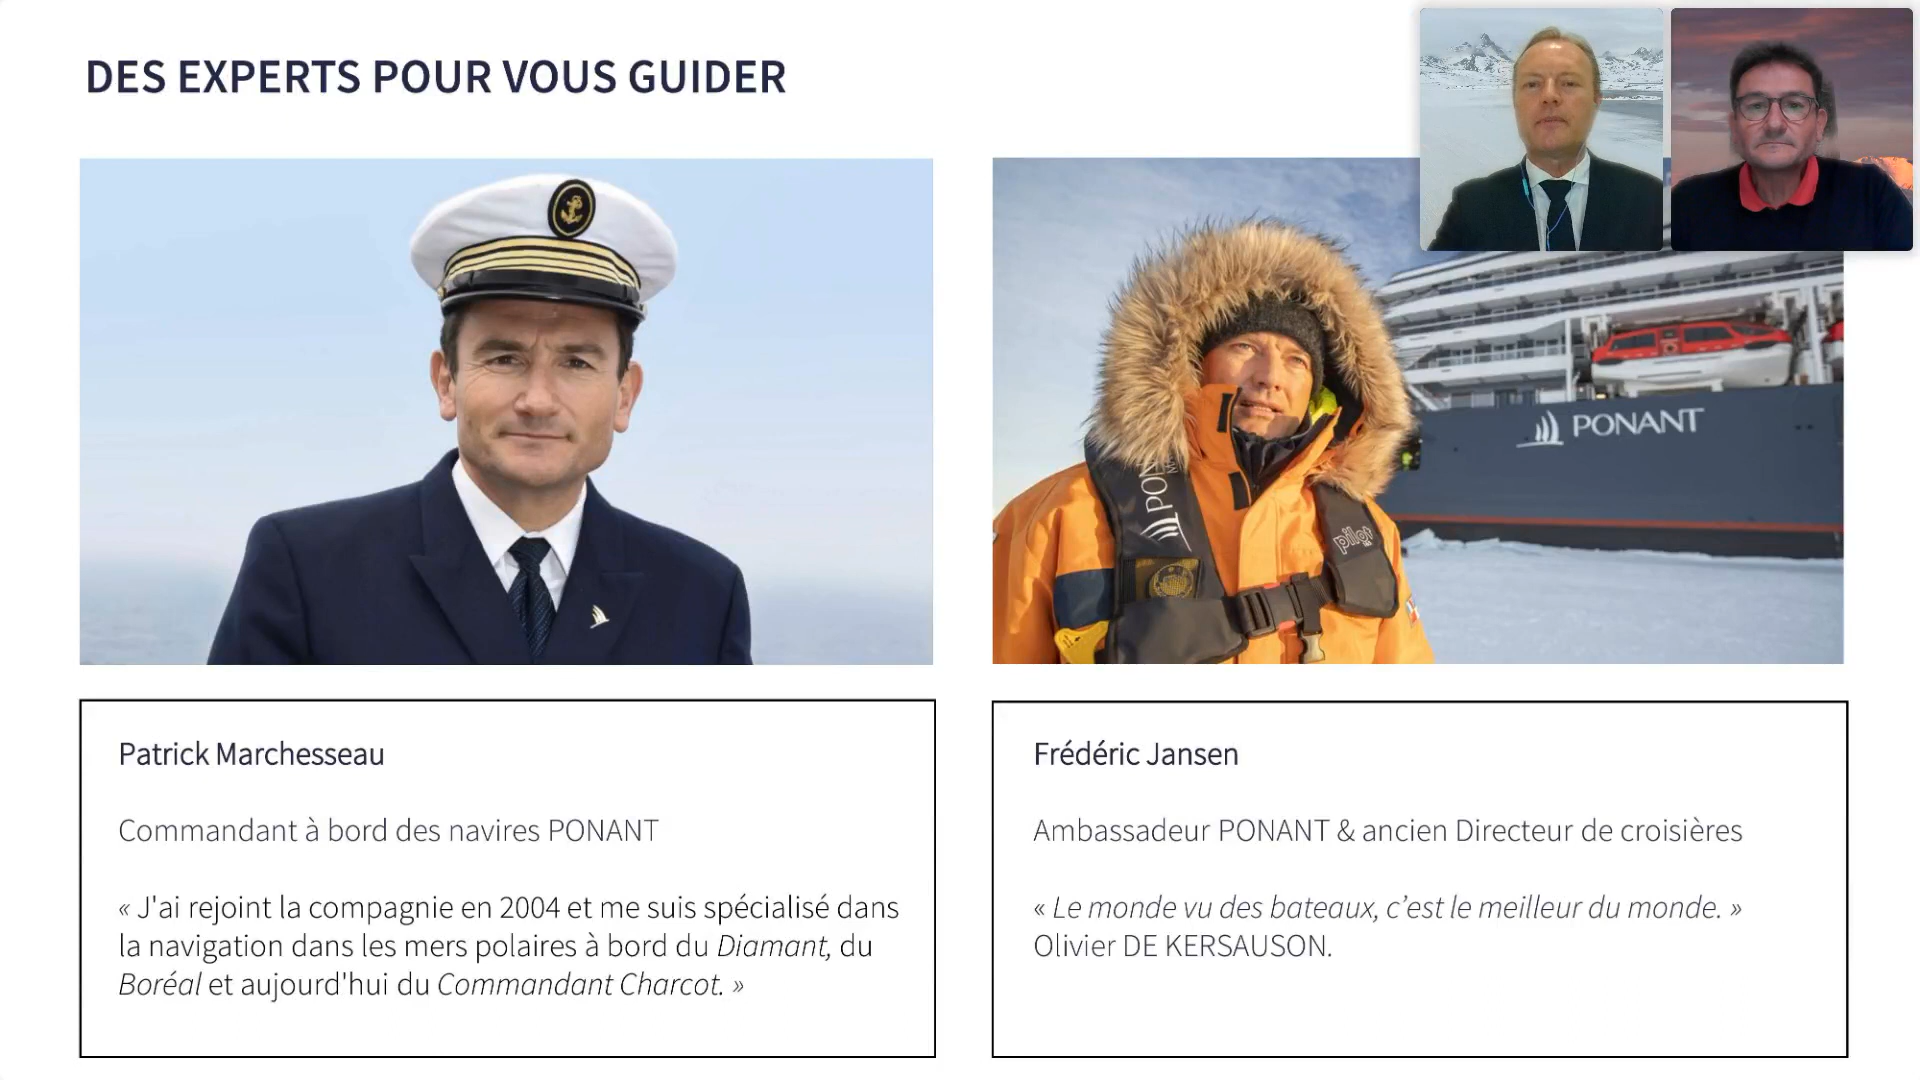 DES EXPERTS POUR VOUS GUIDER
PONANT
PON
pilot
Patrick Marchesseau
Commandant à bord des navires PONANT
« J'ai rejoint la compagnie en 2004 et me suis spécialisé dans
la navigation dans les mers polaires à bord du Diamant, du
Boréal et aujourd'hui du Commandant Charcot. »
Frédéric Jansen
Ambassadeur PONANT & ancien Directeur de croisières
« Le monde vu des bateaux, c’est le meilleur du monde. »
Olivier DE KERSAUSON.